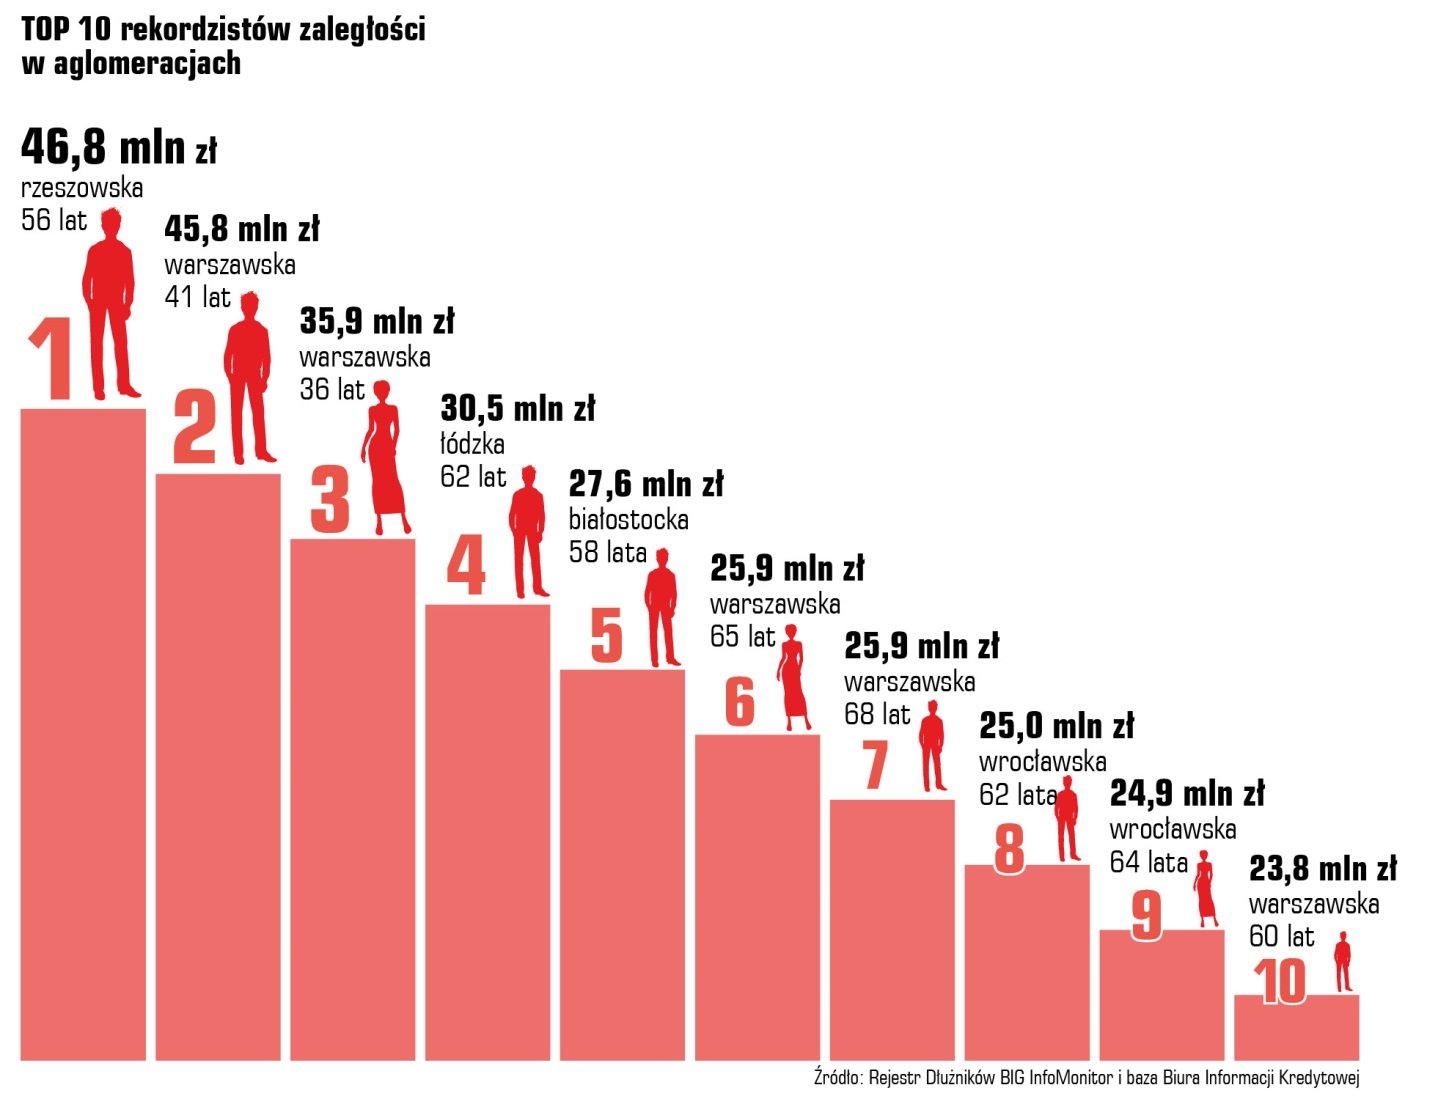 TOP 10 rekordzistów zaległości
w aglomeracjach
46,8 mln zł
rzeszowska
56 lat
1
45,8 mln zł
warszawska
41 lat
2
35,9 mln zł
warszawska
36 lat
3
30,5 mln zł
łódzka
62 lat
4
27,6 mln zł
białostocka
58 lata
5
25,9 mln zł
warszawska
65 lat
6
25,9 mln zł
warszawska
68 lat
7
25,0 mln zł
wrocławska
62 lata
8
24,9 mln zł
wrocławska
64 lata
9
23,8 mln zł
warszawska
60 lat
10
Źródło: Rejestr Dłużników BIG InfoMonitor i baza Biura Informacji Kredytowej